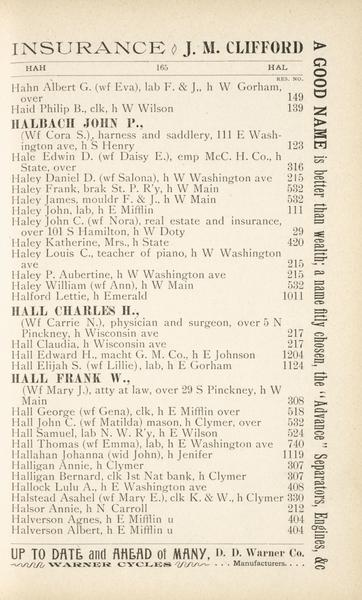 INSURANCE ◊ J. M. CLIFFORD
HAH 165 HAL
RES. NO.
Hahn Albert G. (wf Eva), lab F. & J., h W Gorham,
over 149
Haid Philip B., clk, h W Wilson 139
HALBACH JOHN P.,
(Wf Cora S.), harness and saddlery, 111 E Wash-
ington ave, h S Henry 123
Hale Edwin D. (wf Daisy E.), emp McC. H. Co., h
State, over 316
Haley Daniel D. (wf Salona), h W Washington ave 215
Haley Frank, brak St. P. R'y, h W Main 532
Haley James, mouldr F. & J., h W Main 532
Haley John, lab, h E Mifflin 111
Haley John C. (wf Nora), real estate and insurance,
over 101 S Hamilton, h W Doty 29
Haley Katherine, Mrs., h State 420
Haley Louis C., teacher of piano, h W Washington
ave 215
Haley P. Aubertine, h W Washington ave 215
Haley William (wf Ann), h W Main 532
Halford Lettie, h Emerald 1011
HALL CHARLES H.,
(Wf Carrie N.), physician and surgeon, over 5 N
Pinckney, h Wisconsin ave 217
Hall Claudia, h Wisconsin ave 217
Hall Edward H., macht G. M. Co., h E Johnson 1204
Hall Elijah S. (wf Lillie), lab, h E Gorham 1124
HALL FRANK W.,
(Wf Mary J.), atty at law, over 29 S Pinckney, h W
Main 308
Hall George (wf Gena), clk, h E Mifflin over 518
Hall John C. (wf Matilda) mason, h Clymer, over 532
Hall Samuel, lab N. W. R'y, h E Wilson 524
Hall Thomas (wf Emma), lab, h E Washington ave 740
Hallahan Johanna (wid John), h Jenifer 1119
Halligan Annie, h Clymer 307
Halligan Bernard, clk 1st Nat bank, h Clymer 307
Hallock Lulu A., h E Washington ave 408
Halstead Asahel (wf Mary E.), clk K. & W., h Clymer 330
Halsor Annie, h N Carroll 212
Halverson Agnes, h E Mifflin u 404
Halverson Albert, h E Mifflin u 404
UP TO DATE and AHEAD of MANY, D. D. Warner Co.
WARNER CYCLES ... Manufacturers....
A GOOD NAME is better than wealth; a name fitly chosen, the "Advance" Separators, Engines, &c